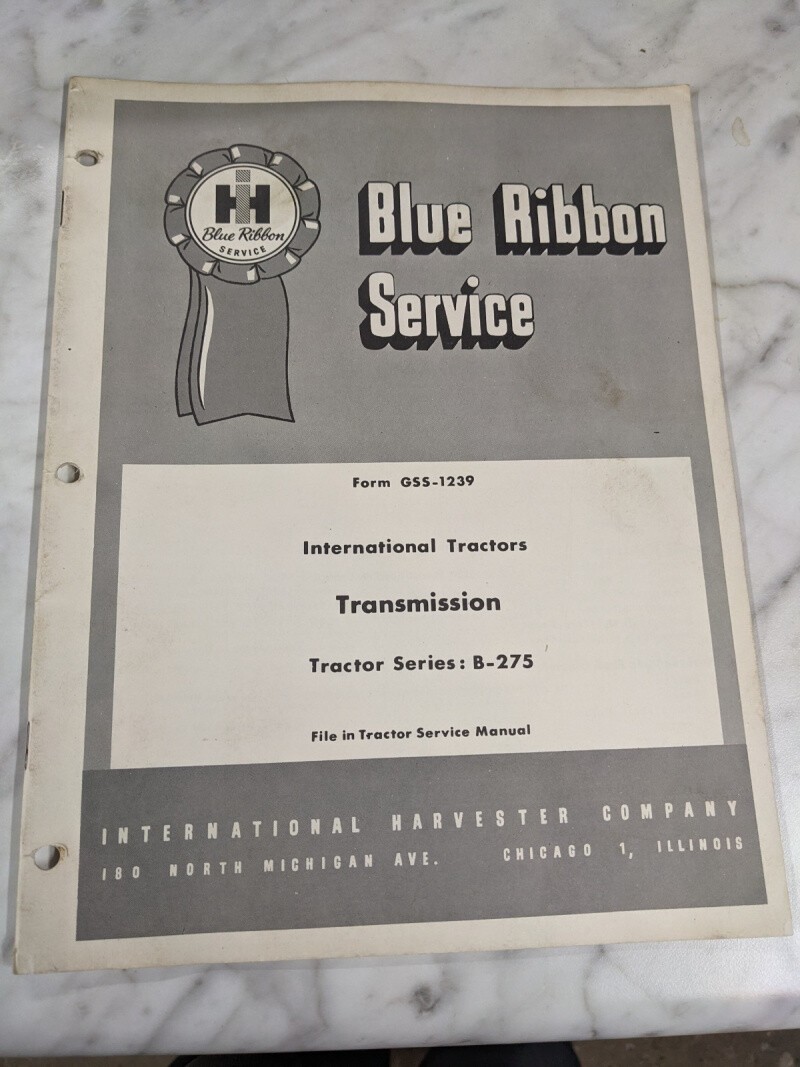 IH
Blue Ribbon
SERVICE
Blue Ribbon
Service
Form GSS-1239
International Tractors
Transmission
Tractor Series: B-275
File in Tractor Service Manual
INTERNATIONAL HARVESTER COMPANY
180 NORTH MICHIGAN AVE. CHICAGO 1, ILLINOIS